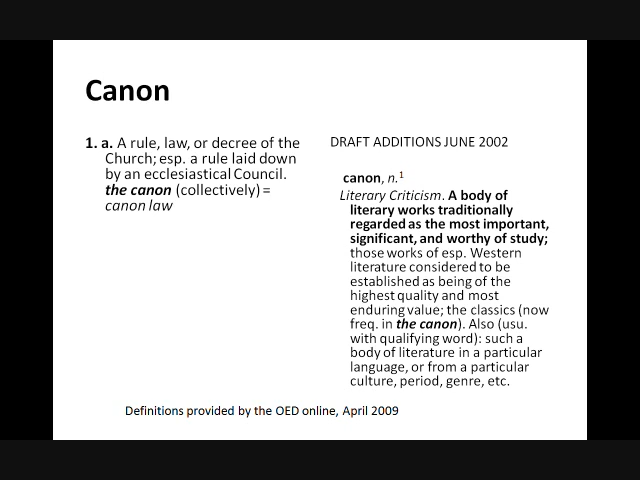 Canon
1. a. A rule, law, or decree of the
Church; esp. a rule laid down
by an ecclesiastical Council.
the canon (collectively) =
canon law
DRAFT ADDITIONS JUNE 2002
canon, n.1
Literary Criticism. A body of
literary works traditionally
regarded as the most important,
significant, and worthy of study;
those works of esp. Western
literature considered to be
established as being of the
highest quality and most
enduring value; the classics (now
freq. in the canon). Also (usu.
with qualifying word): such a
body of literature in a particular
language, or from a particular
culture, period, genre, etc.
Definitions provided by the OED online, April 2009